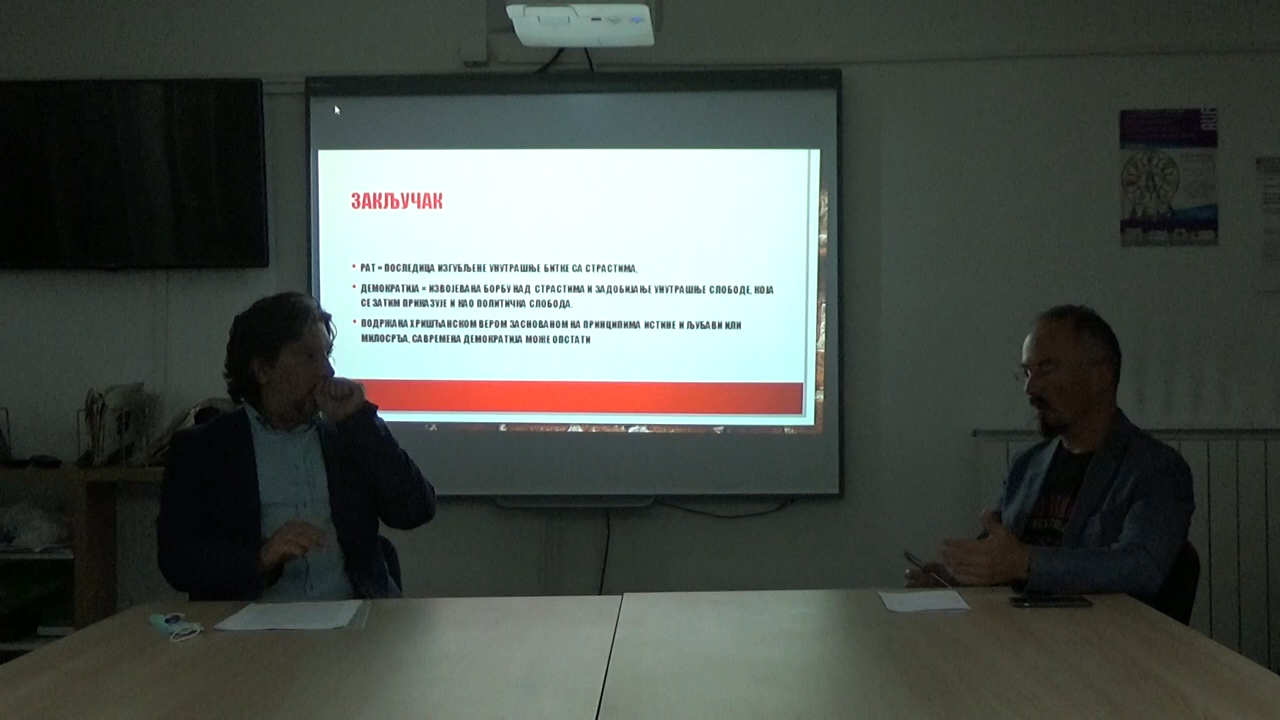 ЗАКЉУЧАК
• РАТ = ПОСЛЕДИЦА ИЗГУБЉЕНЕ УНУТРАШЊЕ БИТКЕ СА СТРАСТИМА.
• ДЕМОКРАТИЈА = ИЗВОЈЕВАНА БОРБУ НАД СТРАСТИМА И ЗАДОБИЈАЊЕ УНУТРАШЊЕ СЛОБОДЕ, КОЈА
СЕ ЗАТИМ ПРИКАЗУЈЕ И КАО ПОЛИТИЧКА СЛОБОДА.
• ПОДРЖАНА ХРИШЋАНСКОМ ВЕРОМ ЗАСНОВАНОМ НА ПРИНЦИПИМА ИСТИНЕ И ЉУБАВИ ИЛИ
МИЛОСРЂА, САВРЕМЕНА ДЕМОКРАТИЈА МОЖЕ ОПСТАТИ